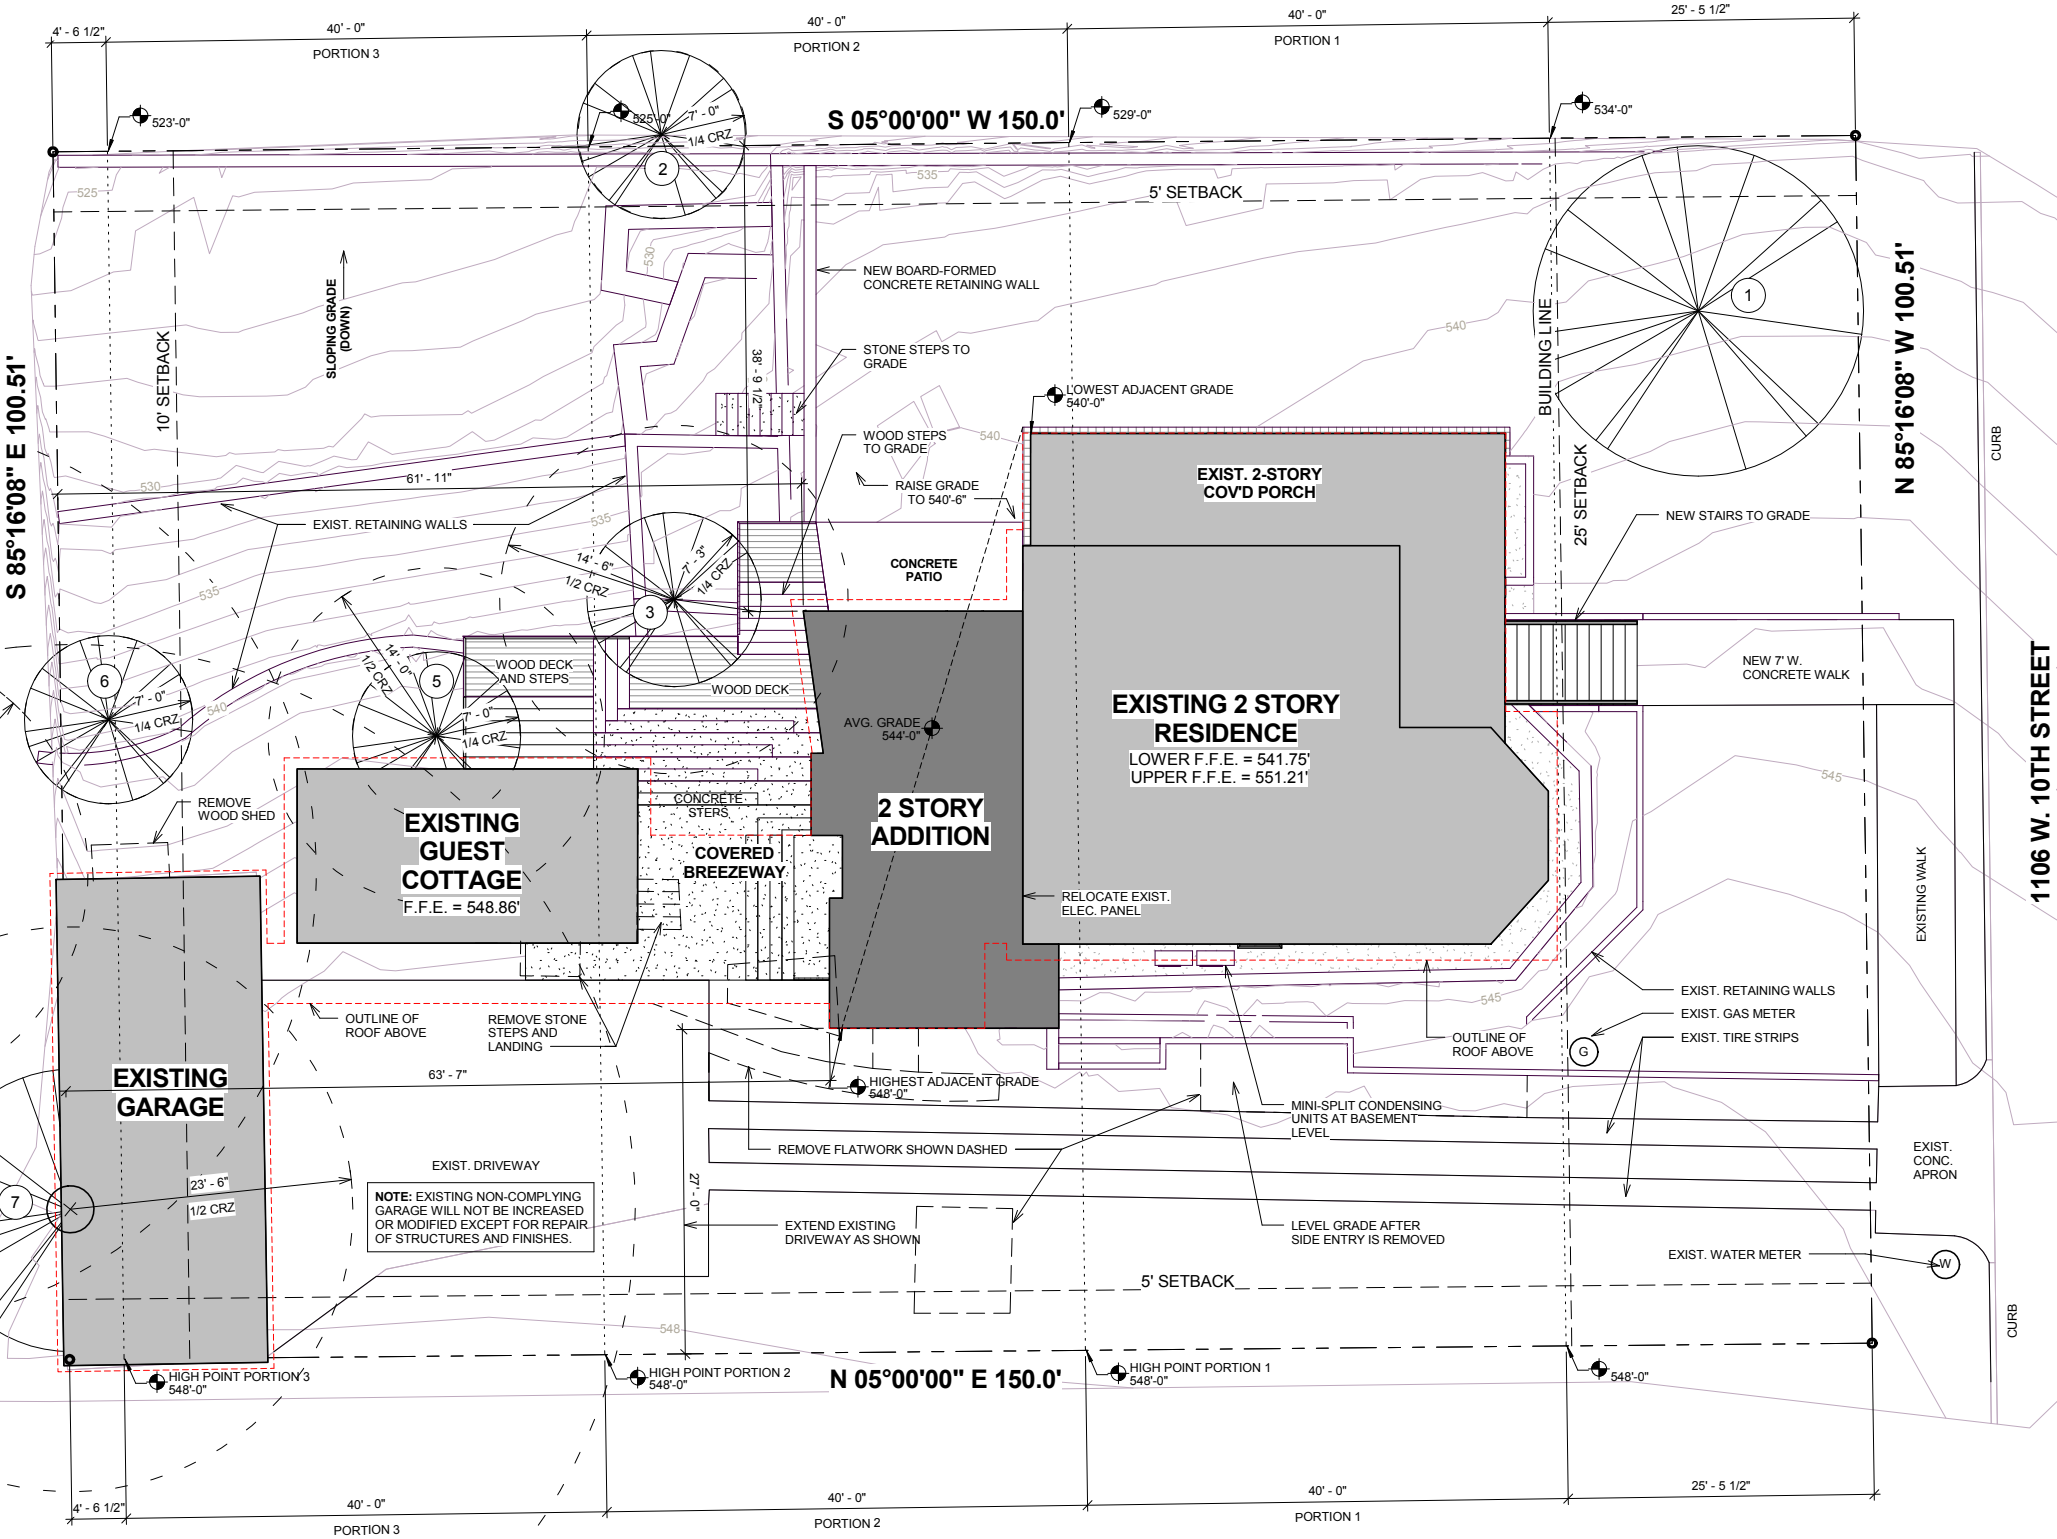 4' - 6 1/2"
40' - 0"
40' - 0"
40' - 0"
25' - 5 1/2"
PORTION 3
PORTION 2
PORTION 1
523'-0"
525'-0"
7' - 0"
1/4 CRZ
2
S 05°00'00" W 150.0'
529'-0"
534'-0"
525
535
5' SETBACK
530
SLOPING GRADE
(DOWN)
NEW BOARD-FORMED
CONCRETE RETAINING WALL
1
BUILDING LINE
N 85°16'08" W 100.51'
540
10' SETBACK
S 85°16'08" E 100.51'
38' - 9 1/2"
STONE STEPS TO
GRADE
LOWEST ADJACENT GRADE
540'-0"
CURB
WOOD STEPS
TO GRADE
540
RAISE GRADE
TO 540'-6"
EXIST. 2-STORY
COV'D PORCH
25' SETBACK
530
61' - 11"
EXIST. RETAINING WALLS
535
NEW STAIRS TO GRADE
14' - 6"
1/2 CRZ
7' - 3"
1/4 CRZ
3
CONCRETE
PATIO
535
14' - 0"
1/2 CRZ
6
7' - 0"
1/4 CRZ
540
5
7' - 0"
1/4 CRZ
WOOD DECK
AND STEPS
WOOD DECK
AVG. GRADE
544'-0"
EXISTING 2 STORY
RESIDENCE
LOWER F.F.E. = 541.75'
UPPER F.F.E. = 551.21'
NEW 7' W.
CONCRETE WALK
545
1106 W. 10TH STREET
REMOVE
WOOD SHED
EXISTING
GUEST
COTTAGE
F.F.E. = 548.86'
CONCRETE
STEPS
COVERED
BREEZEWAY
2 STORY
ADDITION
RELOCATE EXIST.
ELEC. PANEL
EXISTING WALK
545
EXIST. RETAINING WALLS
EXIST. GAS METER
EXIST. TIRE STRIPS
G
OUTLINE OF
ROOF ABOVE
REMOVE STONE
STEPS AND
LANDING
OUTLINE OF
ROOF ABOVE
63' - 7"
HIGHEST ADJACENT GRADE
548'-0"
EXISTING
GARAGE
MINI-SPLIT CONDENSING
UNITS AT BASEMENT
LEVEL
REMOVE FLATWORK SHOWN DASHED
EXIST. DRIVEWAY
EXIST.
CONC.
APRON
7
23' - 6"
1/2 CRZ
NOTE: EXISTING NON-COMPLYING
GARAGE WILL NOT BE INCREASED
OR MODIFIED EXCEPT FOR REPAIR
OF STRUCTURES AND FINISHES.
27' - 0"
EXTEND EXISTING
DRIVEWAY AS SHOWN
LEVEL GRADE AFTER
SIDE ENTRY IS REMOVED
EXIST. WATER METER
W
5' SETBACK
548
CURB
HIGH POINT PORTION 3
548'-0"
HIGH POINT PORTION 2
548'-0"
N 05°00'00" E 150.0'
HIGH POINT PORTION 1
548'-0"
548'-0"
4' - 6 1/2"
40' - 0"
40' - 0"
40' - 0"
25' - 5 1/2"
PORTION 3
PORTION 2
PORTION 1